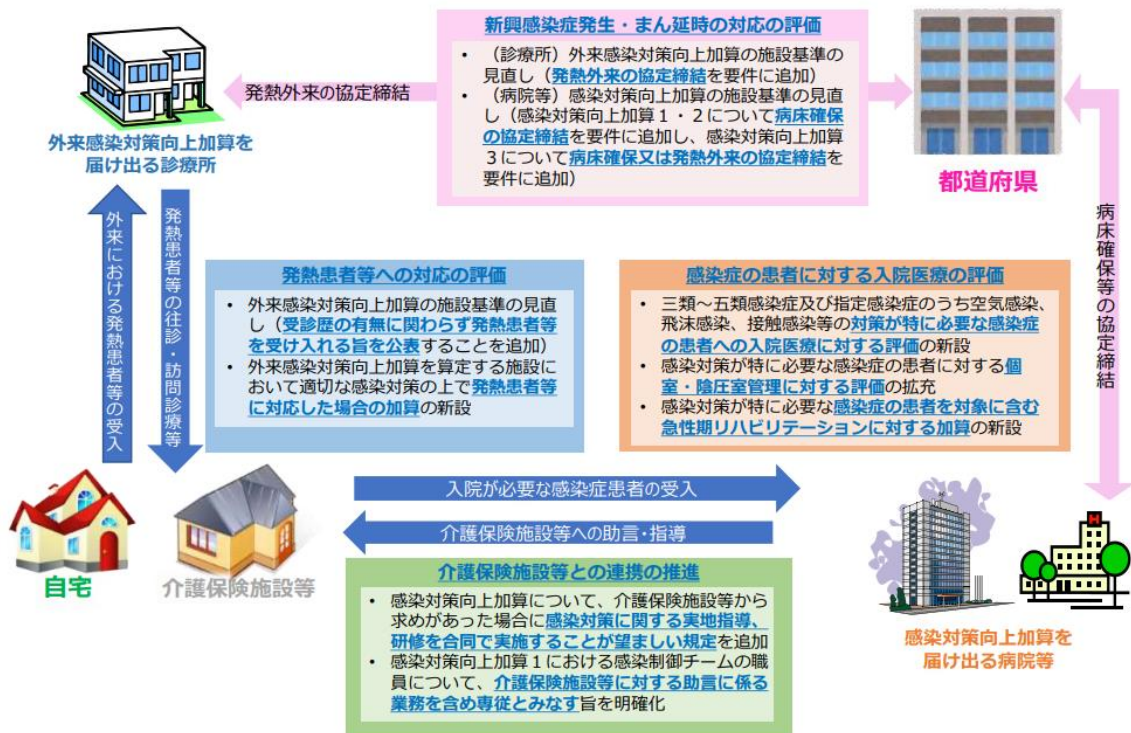 新興感染症発生・まん延時の対応の評価
• （診療所）外来感染対策向上加算の施設基準の
見直し（発熱外来の協定締結を要件に追加）
• （病院等）感染対策向上加算の施設基準の見直
し（感染対策向上加算１・２について病床確保
の協定締結を要件に追加し、感染対策向上加算
３について病床確保又は発熱外来の協定締結を
要件に追加）
発熱外来の協定締結
外来感染対策向上加算を
届け出る診療所
都道府県
病床確保等の協定締結
外来における発熱患者等の受入
発熱患者等の往診・訪問診療等
発熱患者等への対応の評価
• 外来感染対策向上加算の施設基準の見直
し（受診歴の有無に関わらず発熱患者等
を受け入れる旨を公表することを追加）
• 外来感染対策向上加算を算定する施設に
おいて適切な感染対策の上で発熱患者等
に対応した場合の加算の新設
感染症の患者に対する入院医療の評価
• 三類～五類感染症及び指定感染症のうち空気感染、
飛沫感染、接触感染等の対策が特に必要な感染症
の患者への入院医療に対する評価の新設
• 感染対策が特に必要な感染症の患者に対する個
室・陰圧室管理に対する評価の拡充
• 感染対策が特に必要な感染症の患者を対象に含む
急性期リハビリテーションに対する加算の新設
入院が必要な感染症患者の受入
介護保険施設等への助言・指導
自宅
介護保険施設等
介護保険施設等との連携の推進
• 感染対策向上加算について、介護保険施設等から
求めがあった場合に感染対策に関する実地指導、
研修を合同で実施することが望ましい規定を追加
• 感染対策向上加算１における感染制御チームの職
員について、介護保険施設等に対する助言に係る
業務を含め専従とみなす旨を明確化
H
感染対策向上加算を
届け出る病院等